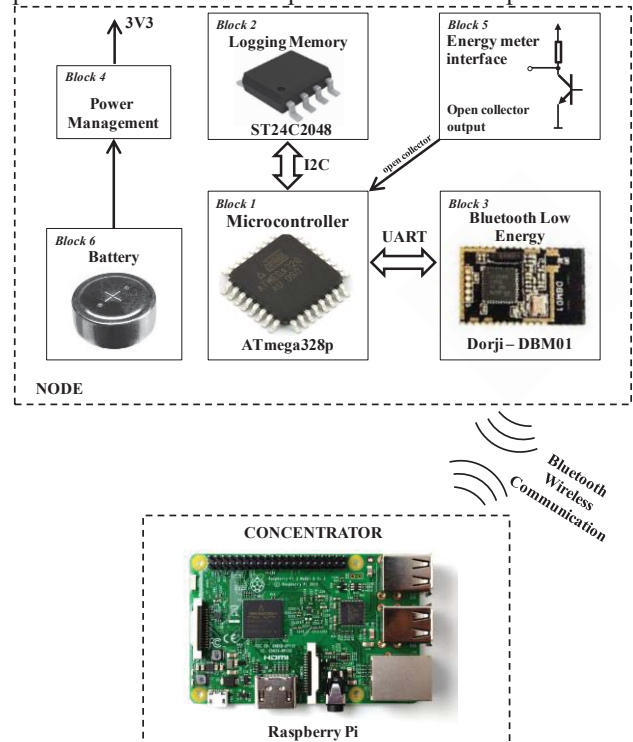 3V3
Block 4
Power
Management
Block 6
Battery
NODE
Block 2
Logging Memory
ST24C2048
I2C
Block 1
Microcontroller
ATmega328p
UART
Block 5
Energy meter
interface
Open collector
output
open collector
Block 3
Bluetooth Low
Energy
DBM01
Dorji – DBM01
Bluetooth
Wireless
Communication
CONCENTRATOR
HDMI
Raspberry Pi